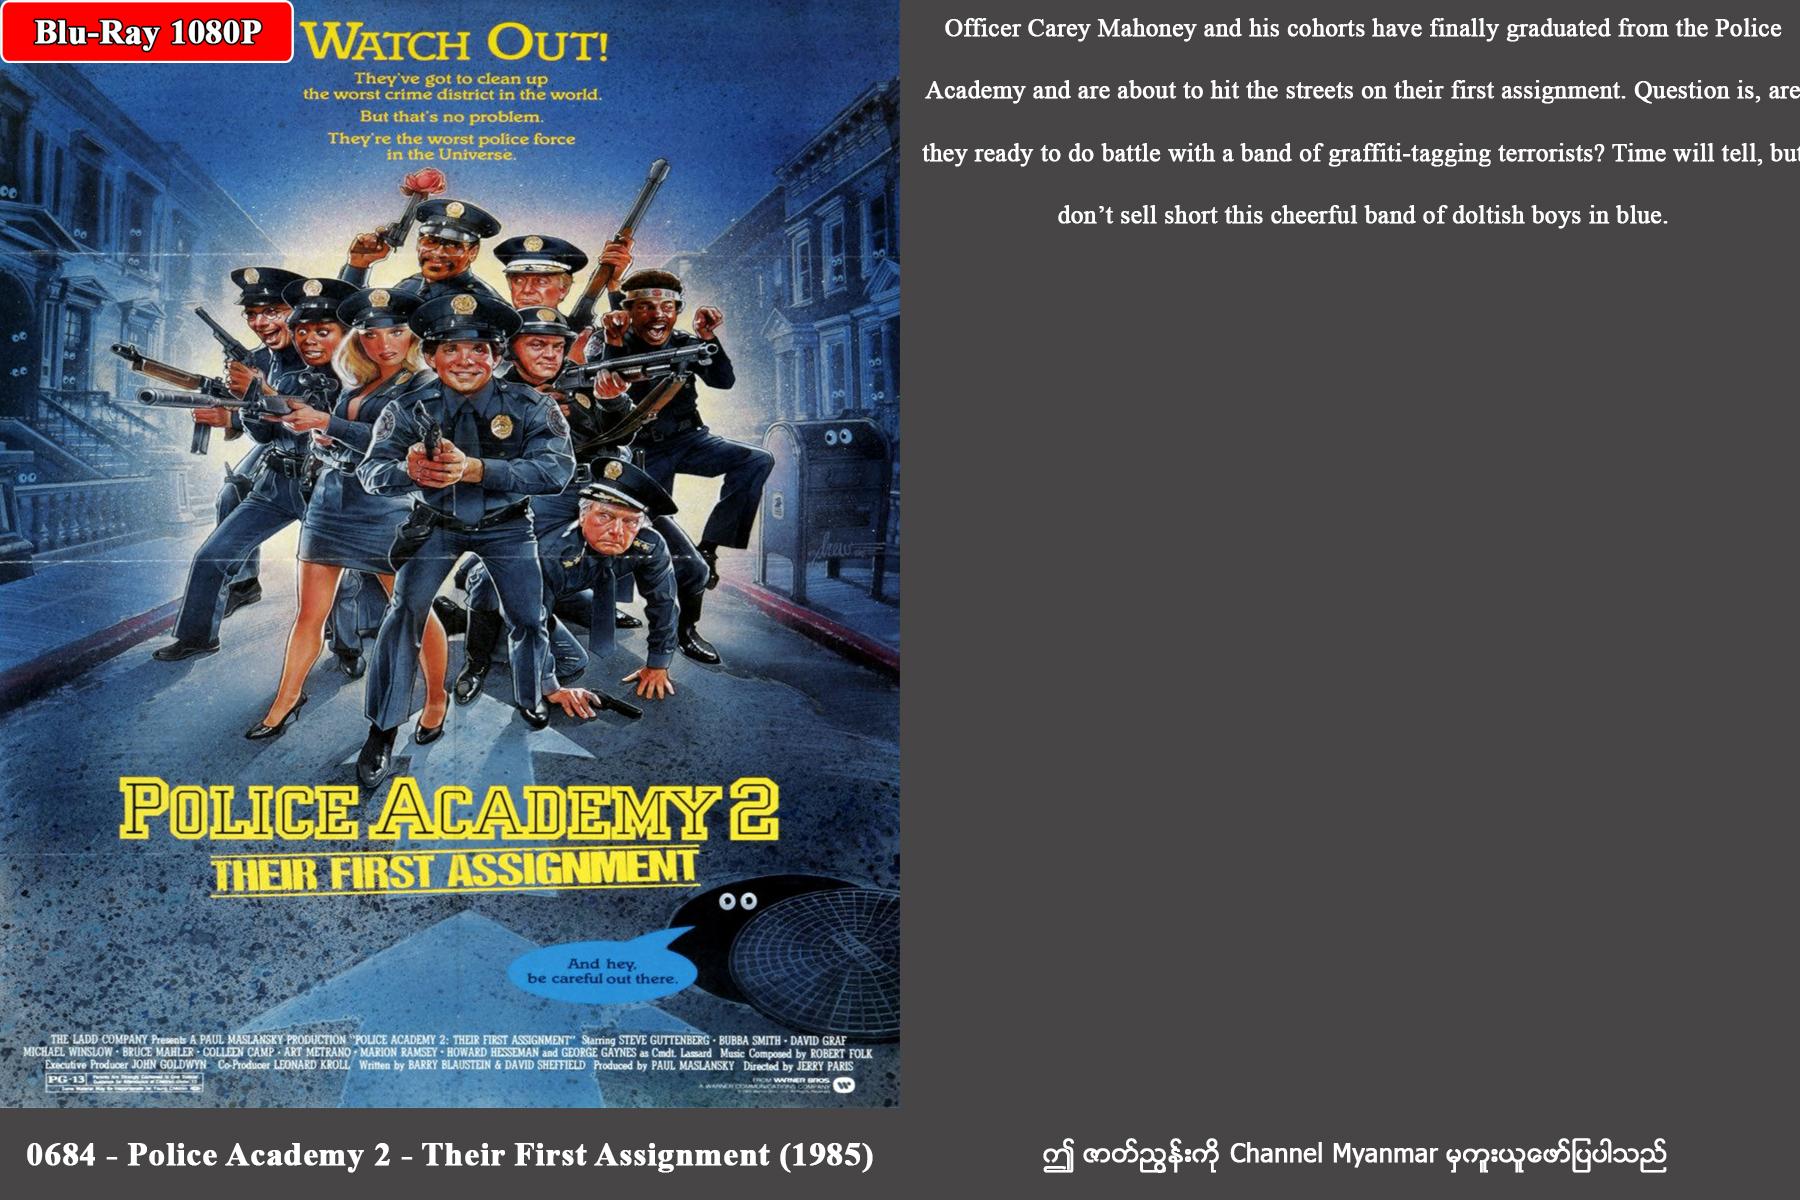 Blu-Ray 1080P
WATCH OUT!
They've got to clean up
the worst crime district in the world.
But that's no problem.
They're the worst police force
in the Universe.
drew
POLICE ACADEMY 2
THEIR FIRST ASSIGNMENT
And hey,
be careful out there.
THE LADD COMPANY Presents A PAUL MASLANSKY PRODUCTION "POLICE ACADEMY 2: THEIR FIRST ASSIGNMENT" Starring STEVE GUTTENBERG · BUBBA SMITH · DAVID GRAF
MICHAEL WINSLOW · BRUCE MAHLER · COLLEEN CAMP · ART METRANO · MARION RAMSEY · HOWARD HESSEMAN and GEORGE GAYNES as Cmdt. Lassard Music Composed by ROBERT FOLK
Executive Producer JOHN GOLDWYN Co-Producer LEONARD KROLL Written by BARRY BLAUSTEIN & DAVID SHEFFIELD Produced by PAUL MASLANSKY Directed by JERRY PARIS
PG-13
FROM WARNER BROS.
A WARNER COMMUNICATIONS COMPANY
0684 - Police Academy 2 - Their First Assignment (1985)
Officer Carey Mahoney and his cohorts have finally graduated from the Police
Academy and are about to hit the streets on their first assignment. Question is, are
they ready to do battle with a band of graffiti-tagging terrorists? Time will tell, but
don’t sell short this cheerful band of doltish boys in blue.
ဤ ဇာတ်ညွှန်းကို Channel Myanmar မှကူးယူဖော်ပြပါသည်